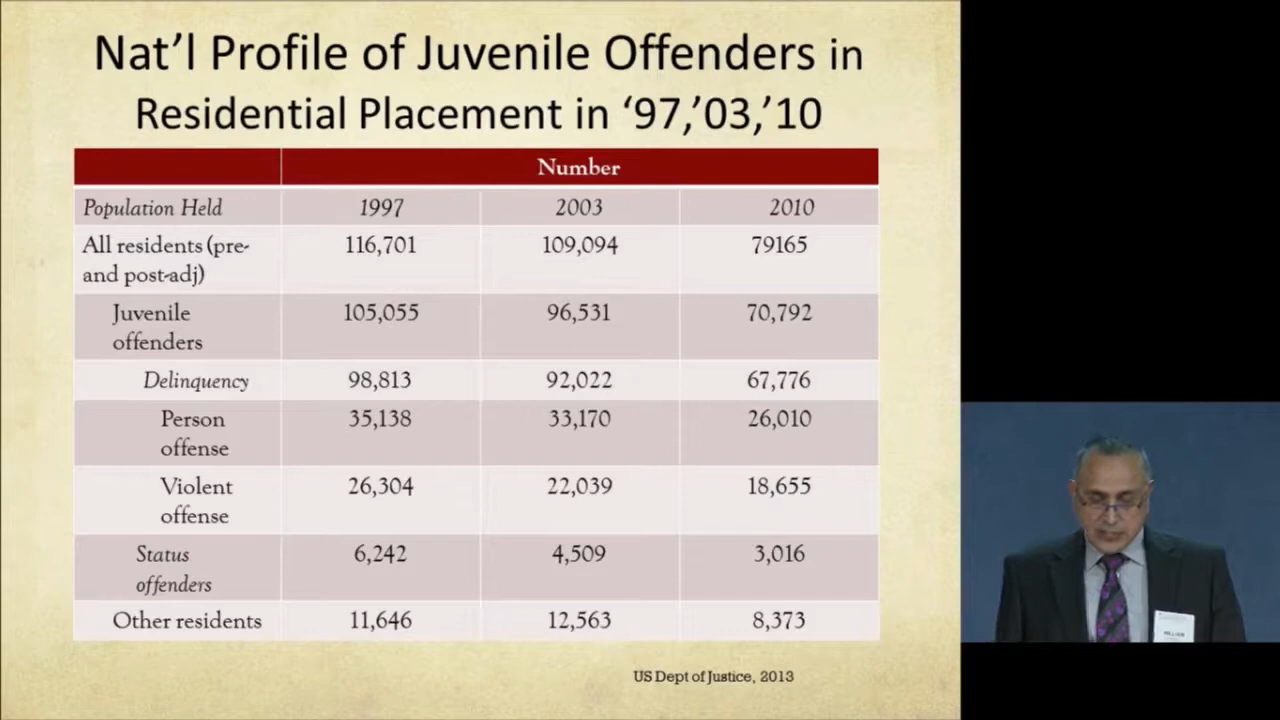 Nat’l Profile of Juvenile Offenders in
Residential Placement in ‘97,’03,’10
Number
Population Held 1997 2003 2010
All residents (pre- 116,701 109,094 79165
and post-adj)
Juvenile 105,055 96,531 70,792
offenders
Delinquency 98,813 92,022 67,776
Person 35,138 33,170 26,010
offense
Violent 26,304 22,039 18,655
offense
Status 6,242 4,509 3,016
offenders
Other residents 11,646 12,563 8,373
US Dept of Justice, 2013